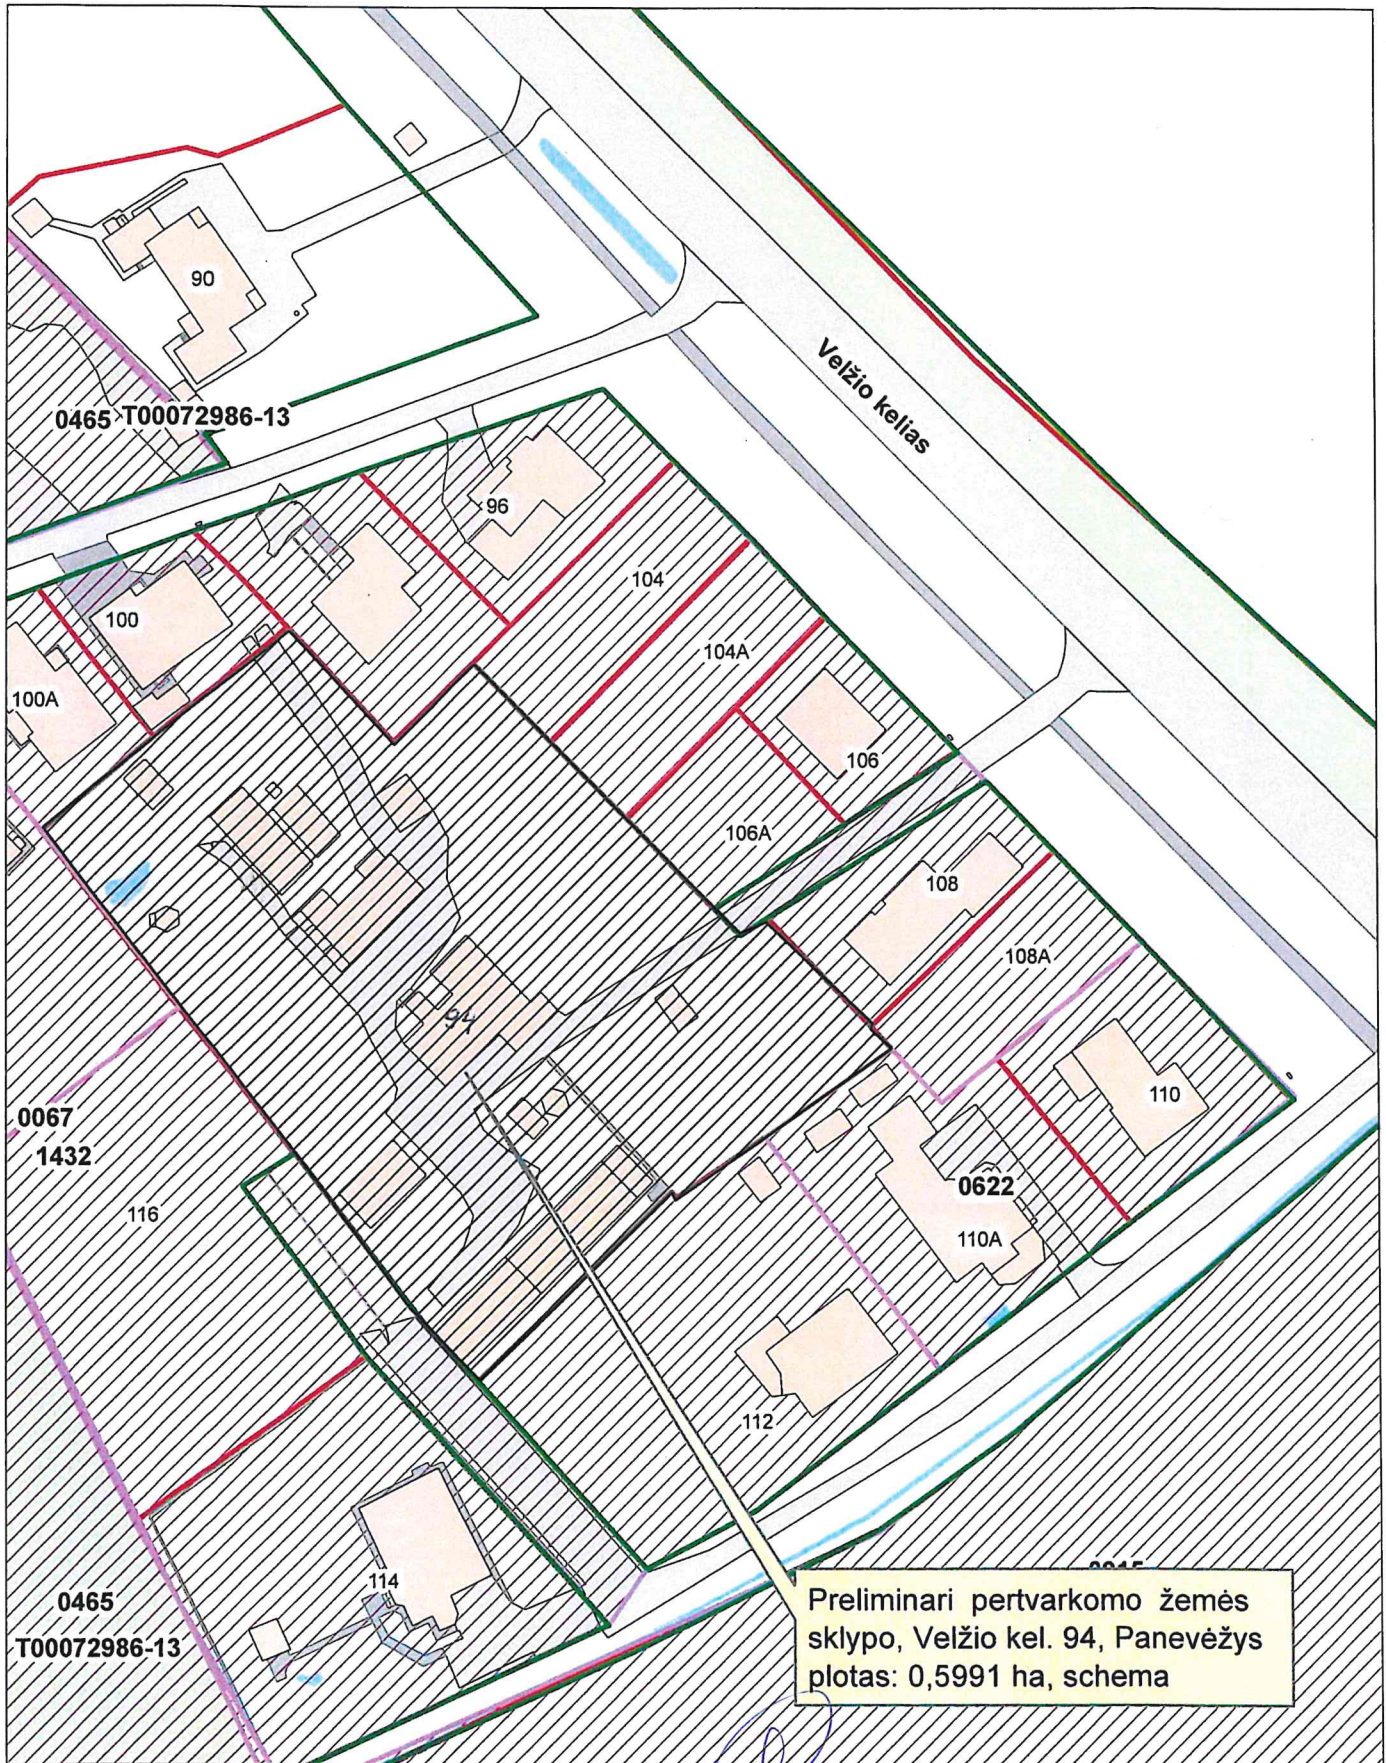 90
Velžio kelias
0465 T00072986-13
96
104
100
104A
100A
106
106A
108
108A
94
110
0067
1432
0622
116
110A
112
114
0465
T00072986-13
Preliminari pertvarkomo žemės
sklypo, Velžio kel. 94, Panevėžys
plotas: 0,5991 ha, schema